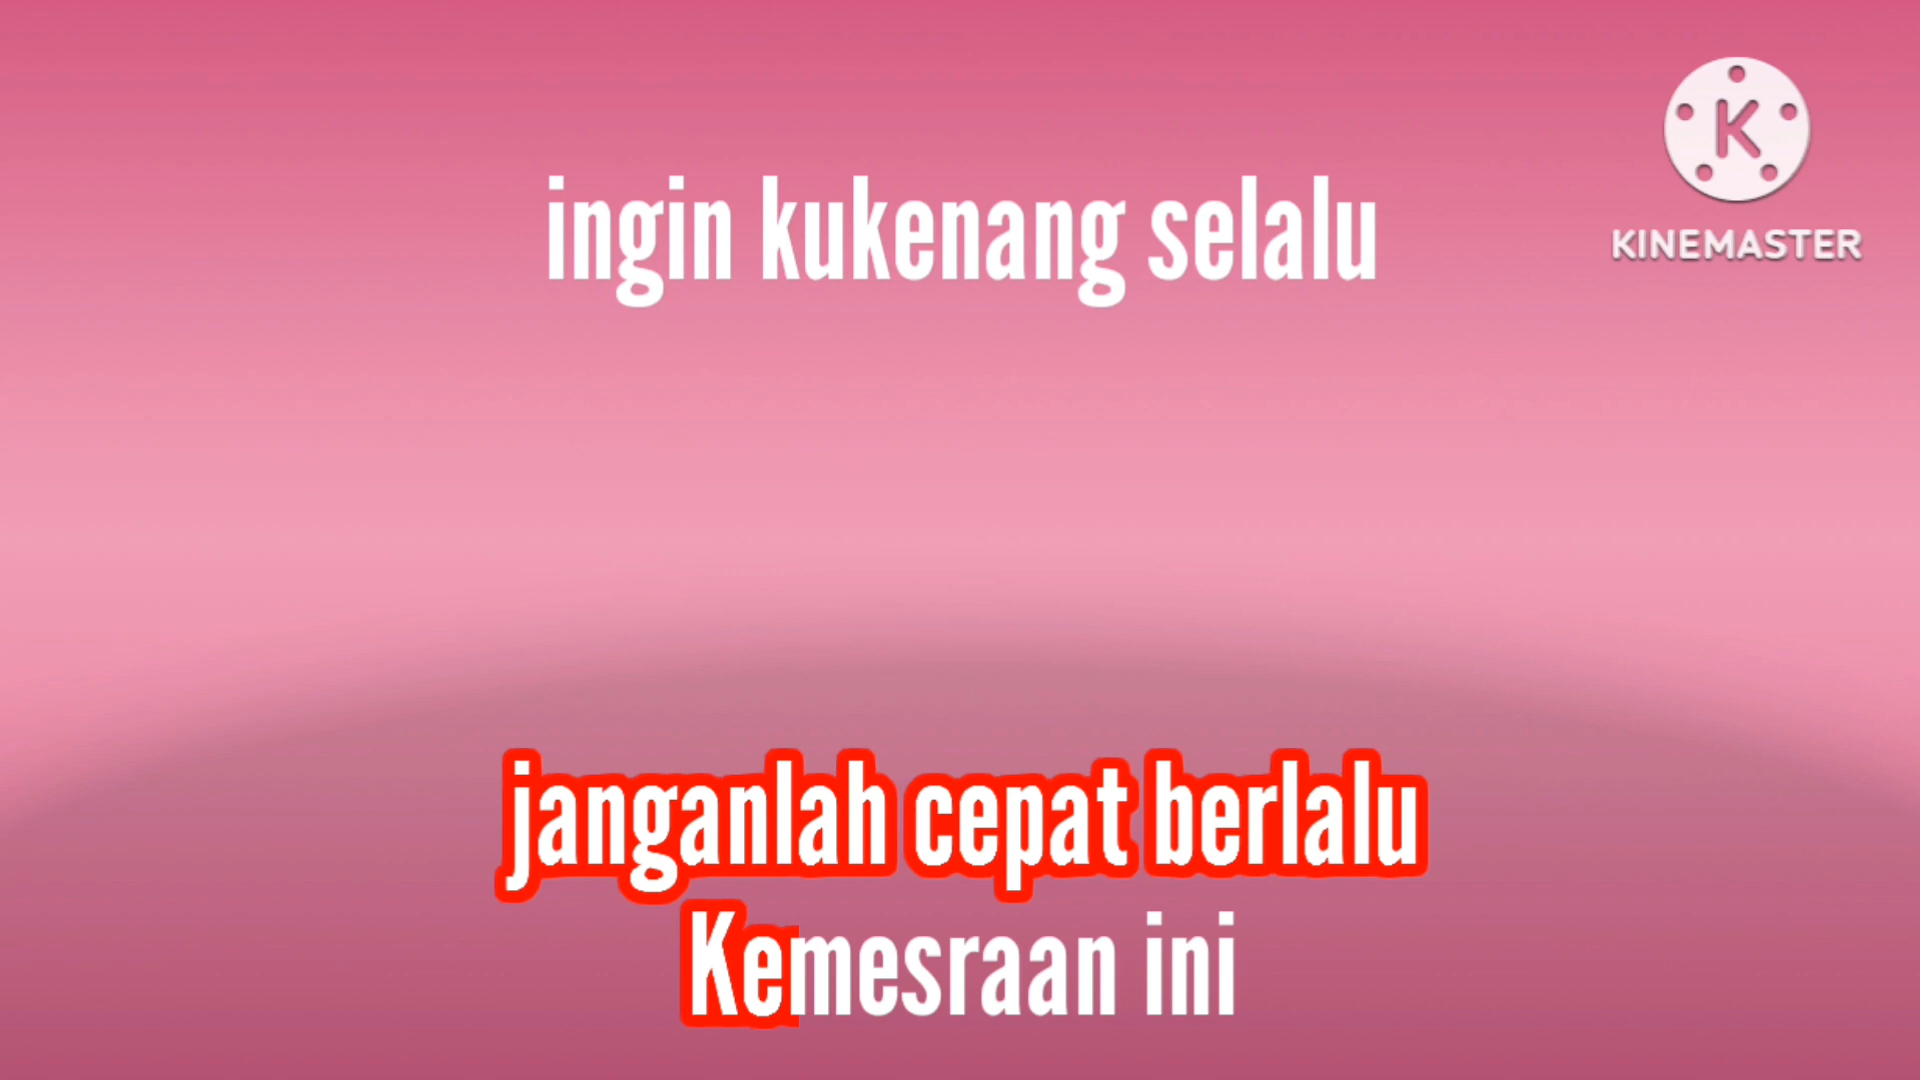 K
KINEMASTER
ingin kukenang selalu
janganlah cepat berlalu
Kemesraan ini